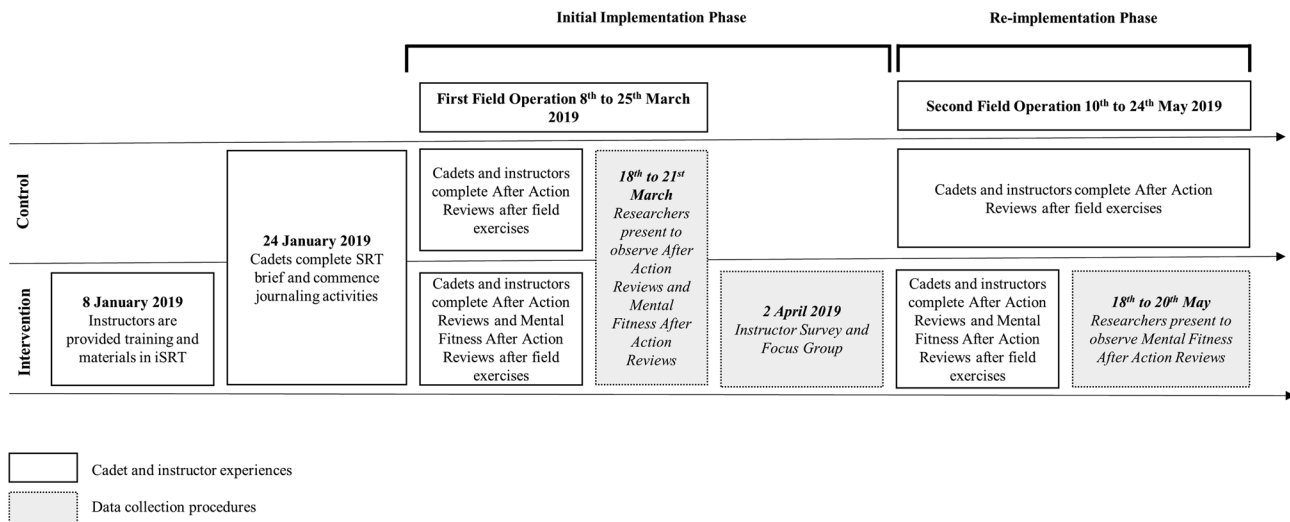 Initial Implementation Phase
Re-implementation Phase
First Field Operation 8th to 25th March
2019
Second Field Operation 10th to 24th May 2019
Control
24 January 2019
Cadets complete SRT
brief and commence
journaling activities
Cadets and instructors
complete After Action
Reviews after field
exercises
18th to 21st
March
Researchers
present to
observe After
Action
Reviews and
Mental
Fitness After
Action
Reviews
Cadets and instructors complete After Action
Reviews after field exercises
Intervention
8 January 2019
Instructors are
provided training and
materials in iSRT
Cadets and instructors
complete After Action
Reviews and Mental
Fitness After Action
Reviews after field
exercises
2 April 2019
Instructor Survey and
Focus Group
Cadets and instructors
complete After Action
Reviews and Mental
Fitness After Action
Reviews after field
exercises
18th to 20th May
Researchers present to
observe Mental Fitness
After Action Reviews
Cadet and instructor experiences
Data collection procedures